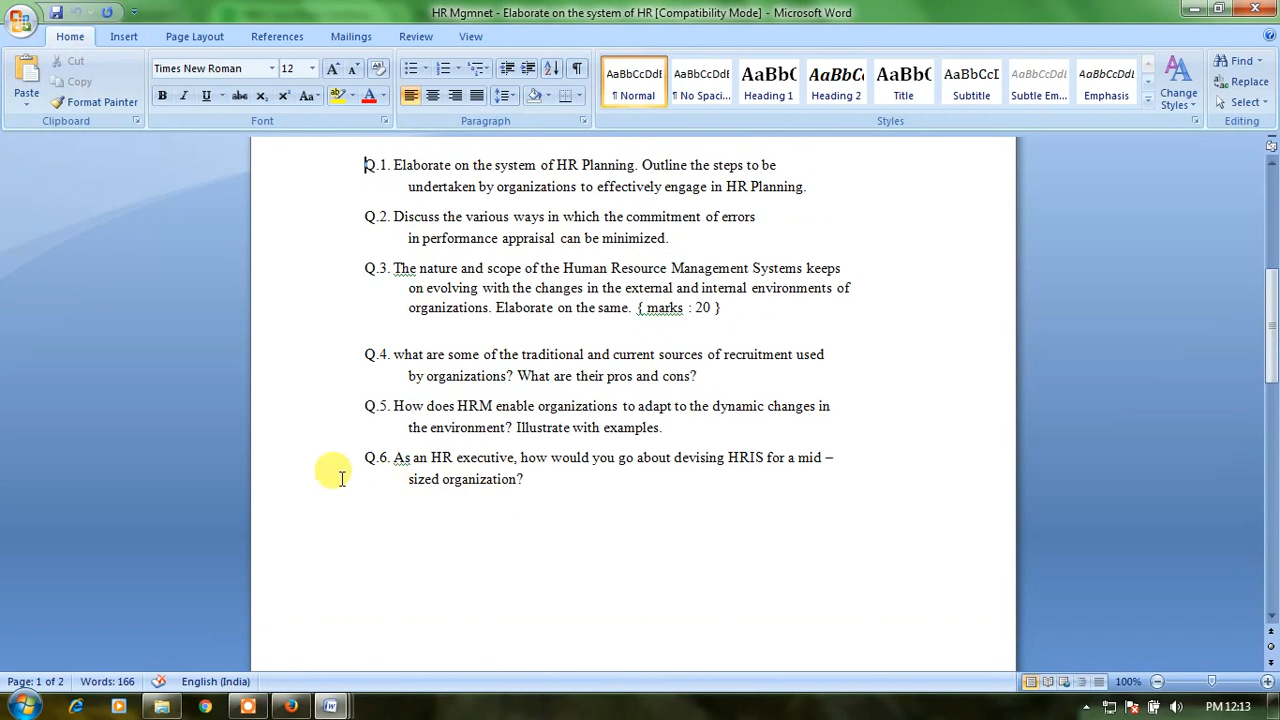 HR Mgmnet - Elaborate on the system of HR [Compatibility Mode] - Microsoft Word
Home Insert Page Layout References Mailings Review View
Paste
Cut
Copy
Format Painter
Clipboard
Times New Roman 12
B I U abc X₂ X² Aa
Font
Paragraph
AaBbCcDdI AaBbCcDdI AaBbC AaBbCc AaBbC AaBbCcI AaBbCcDdI AaBbCcDdI
¶ Normal ¶ No Spaci... Heading 1 Heading 2 Title Subtitle Subtle Em... Emphasis
Styles
Change Styles
Find
Replace
Select
Editing
Q.1. Elaborate on the system of HR Planning. Outline the steps to be
undertaken by organizations to effectively engage in HR Planning.
Q.2. Discuss the various ways in which the commitment of errors
in performance appraisal can be minimized.
Q.3. The nature and scope of the Human Resource Management Systems keeps
on evolving with the changes in the external and internal environments of
organizations. Elaborate on the same. { marks : 20 }
Q.4. what are some of the traditional and current sources of recruitment used
by organizations? What are their pros and cons?
Q.5. How does HRM enable organizations to adapt to the dynamic changes in
the environment? Illustrate with examples.
Q.6. As an HR executive, how would you go about devising HRIS for a mid –
sized organization?
Page: 1 of 2 Words: 166 English (India) 100%
PM 12:13